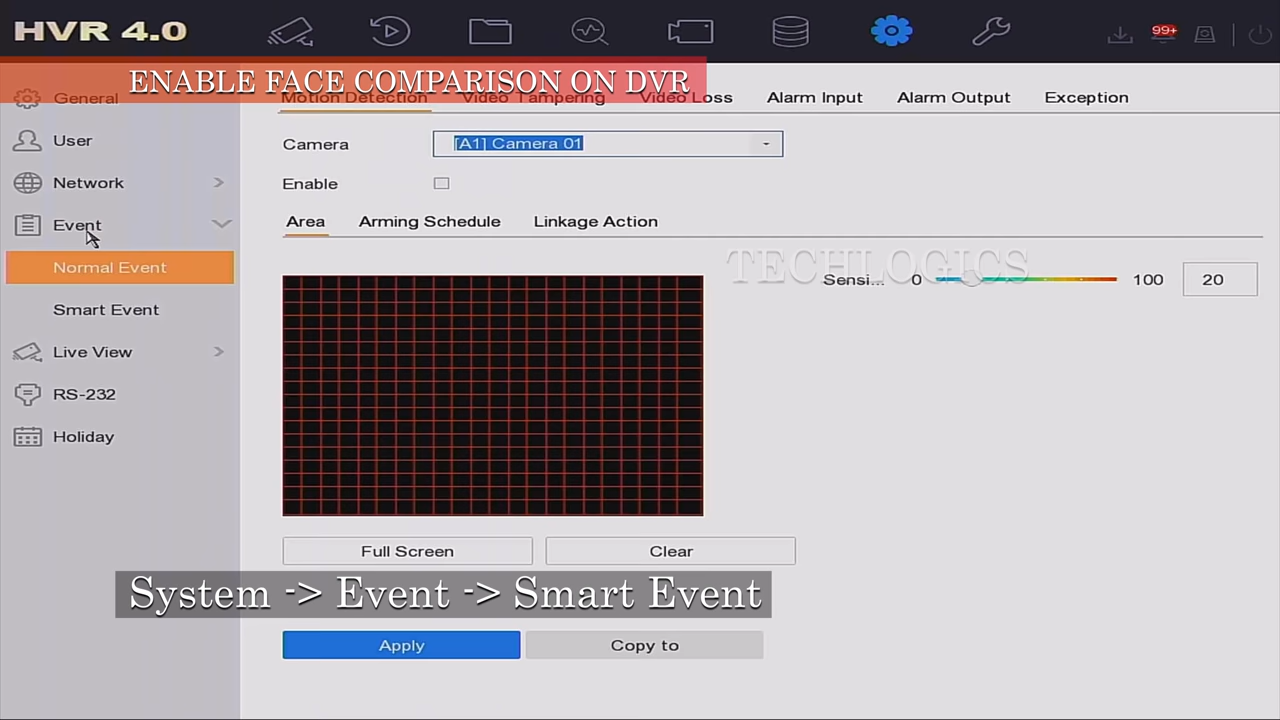 HVR 4.0
99+
ENABLE FACE COMPARISON ON DVR
General
Motion Detection
Video Tampering
Video Loss
Alarm Input
Alarm Output
Exception
User
Network
Event
Normal Event
Smart Event
Live View
RS-232
Holiday
Camera
[A1] Camera 01
Enable
Area
Arming Schedule
Linkage Action
TECHLOGICS
Sensi...
0
100
20
Full Screen
Clear
System -> Event -> Smart Event
Apply
Copy to